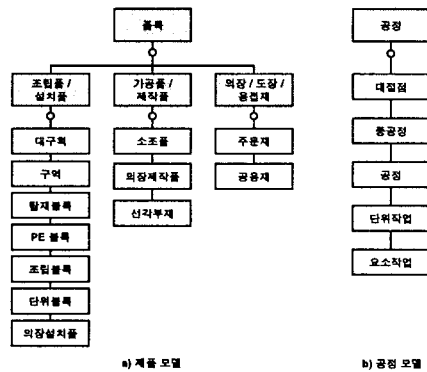 블록
조립품 /
설치품
대구획
구역
탑재블록
PE 블록
조립블록
단위블록
의장설치품
가공품 /
제작품
소조품
의장제작품
선각부재
의장 / 도장 /
용접재
주문재
공용재
a) 제품 모델
공정
대절점
중공정
공정
단위작업
요소작업
b) 공정 모델